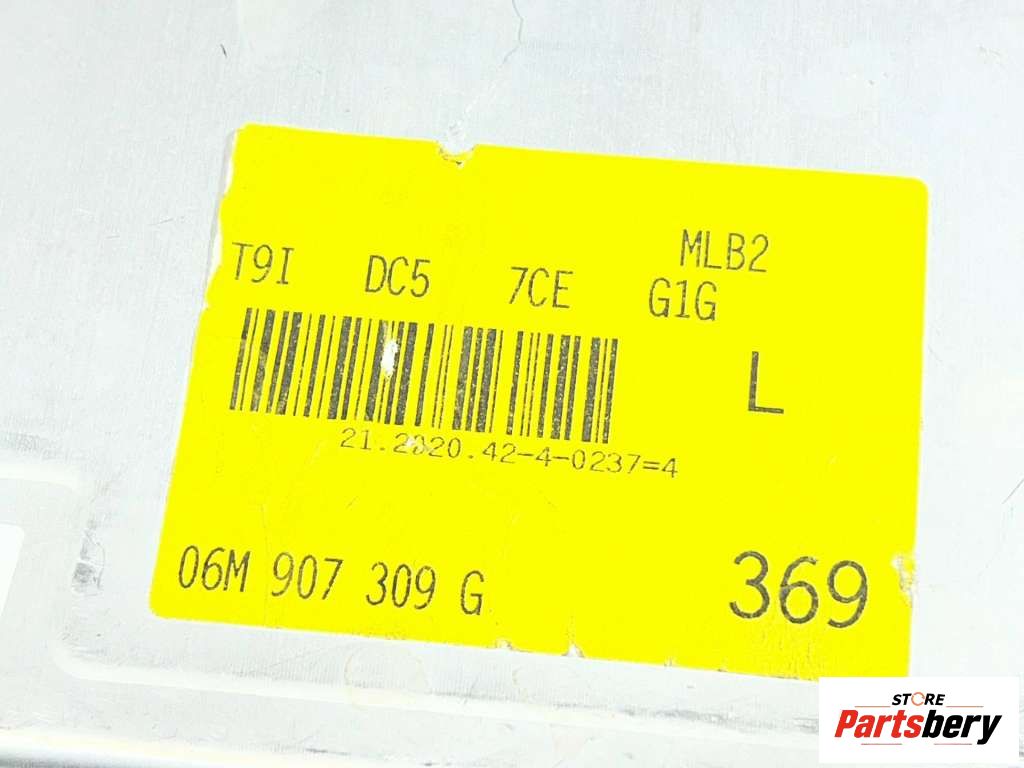 MLB2
T9I DC5 7CE G1G
L
21.2020.42-4-0237=4
06M 907 309 G
369
STORE
Partsbery